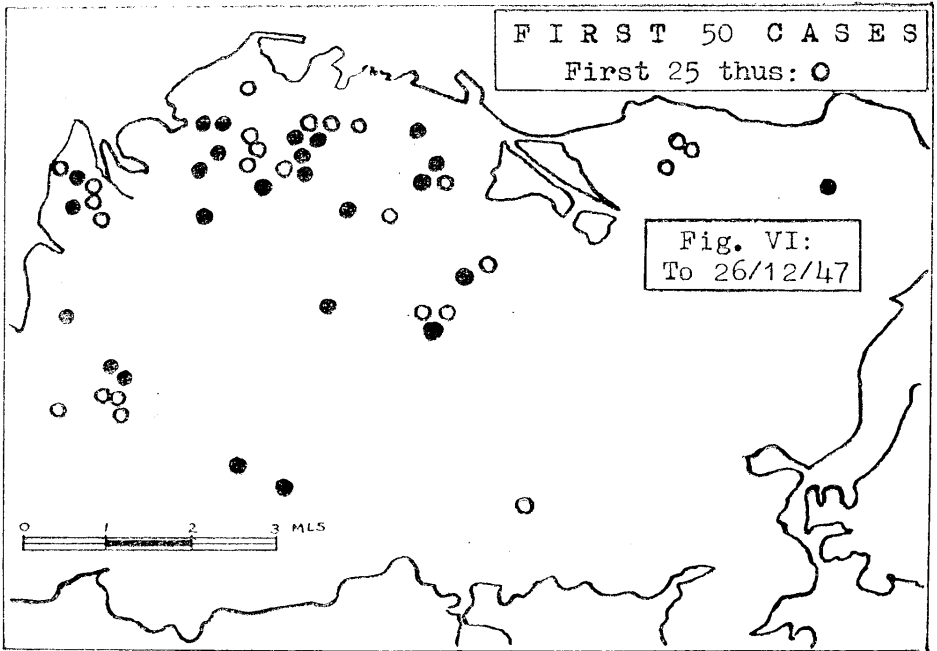 FIRST 50 CASES
First 25 thus:
Fig. VI:
To 26/12/47
0 1 2 3 MLS